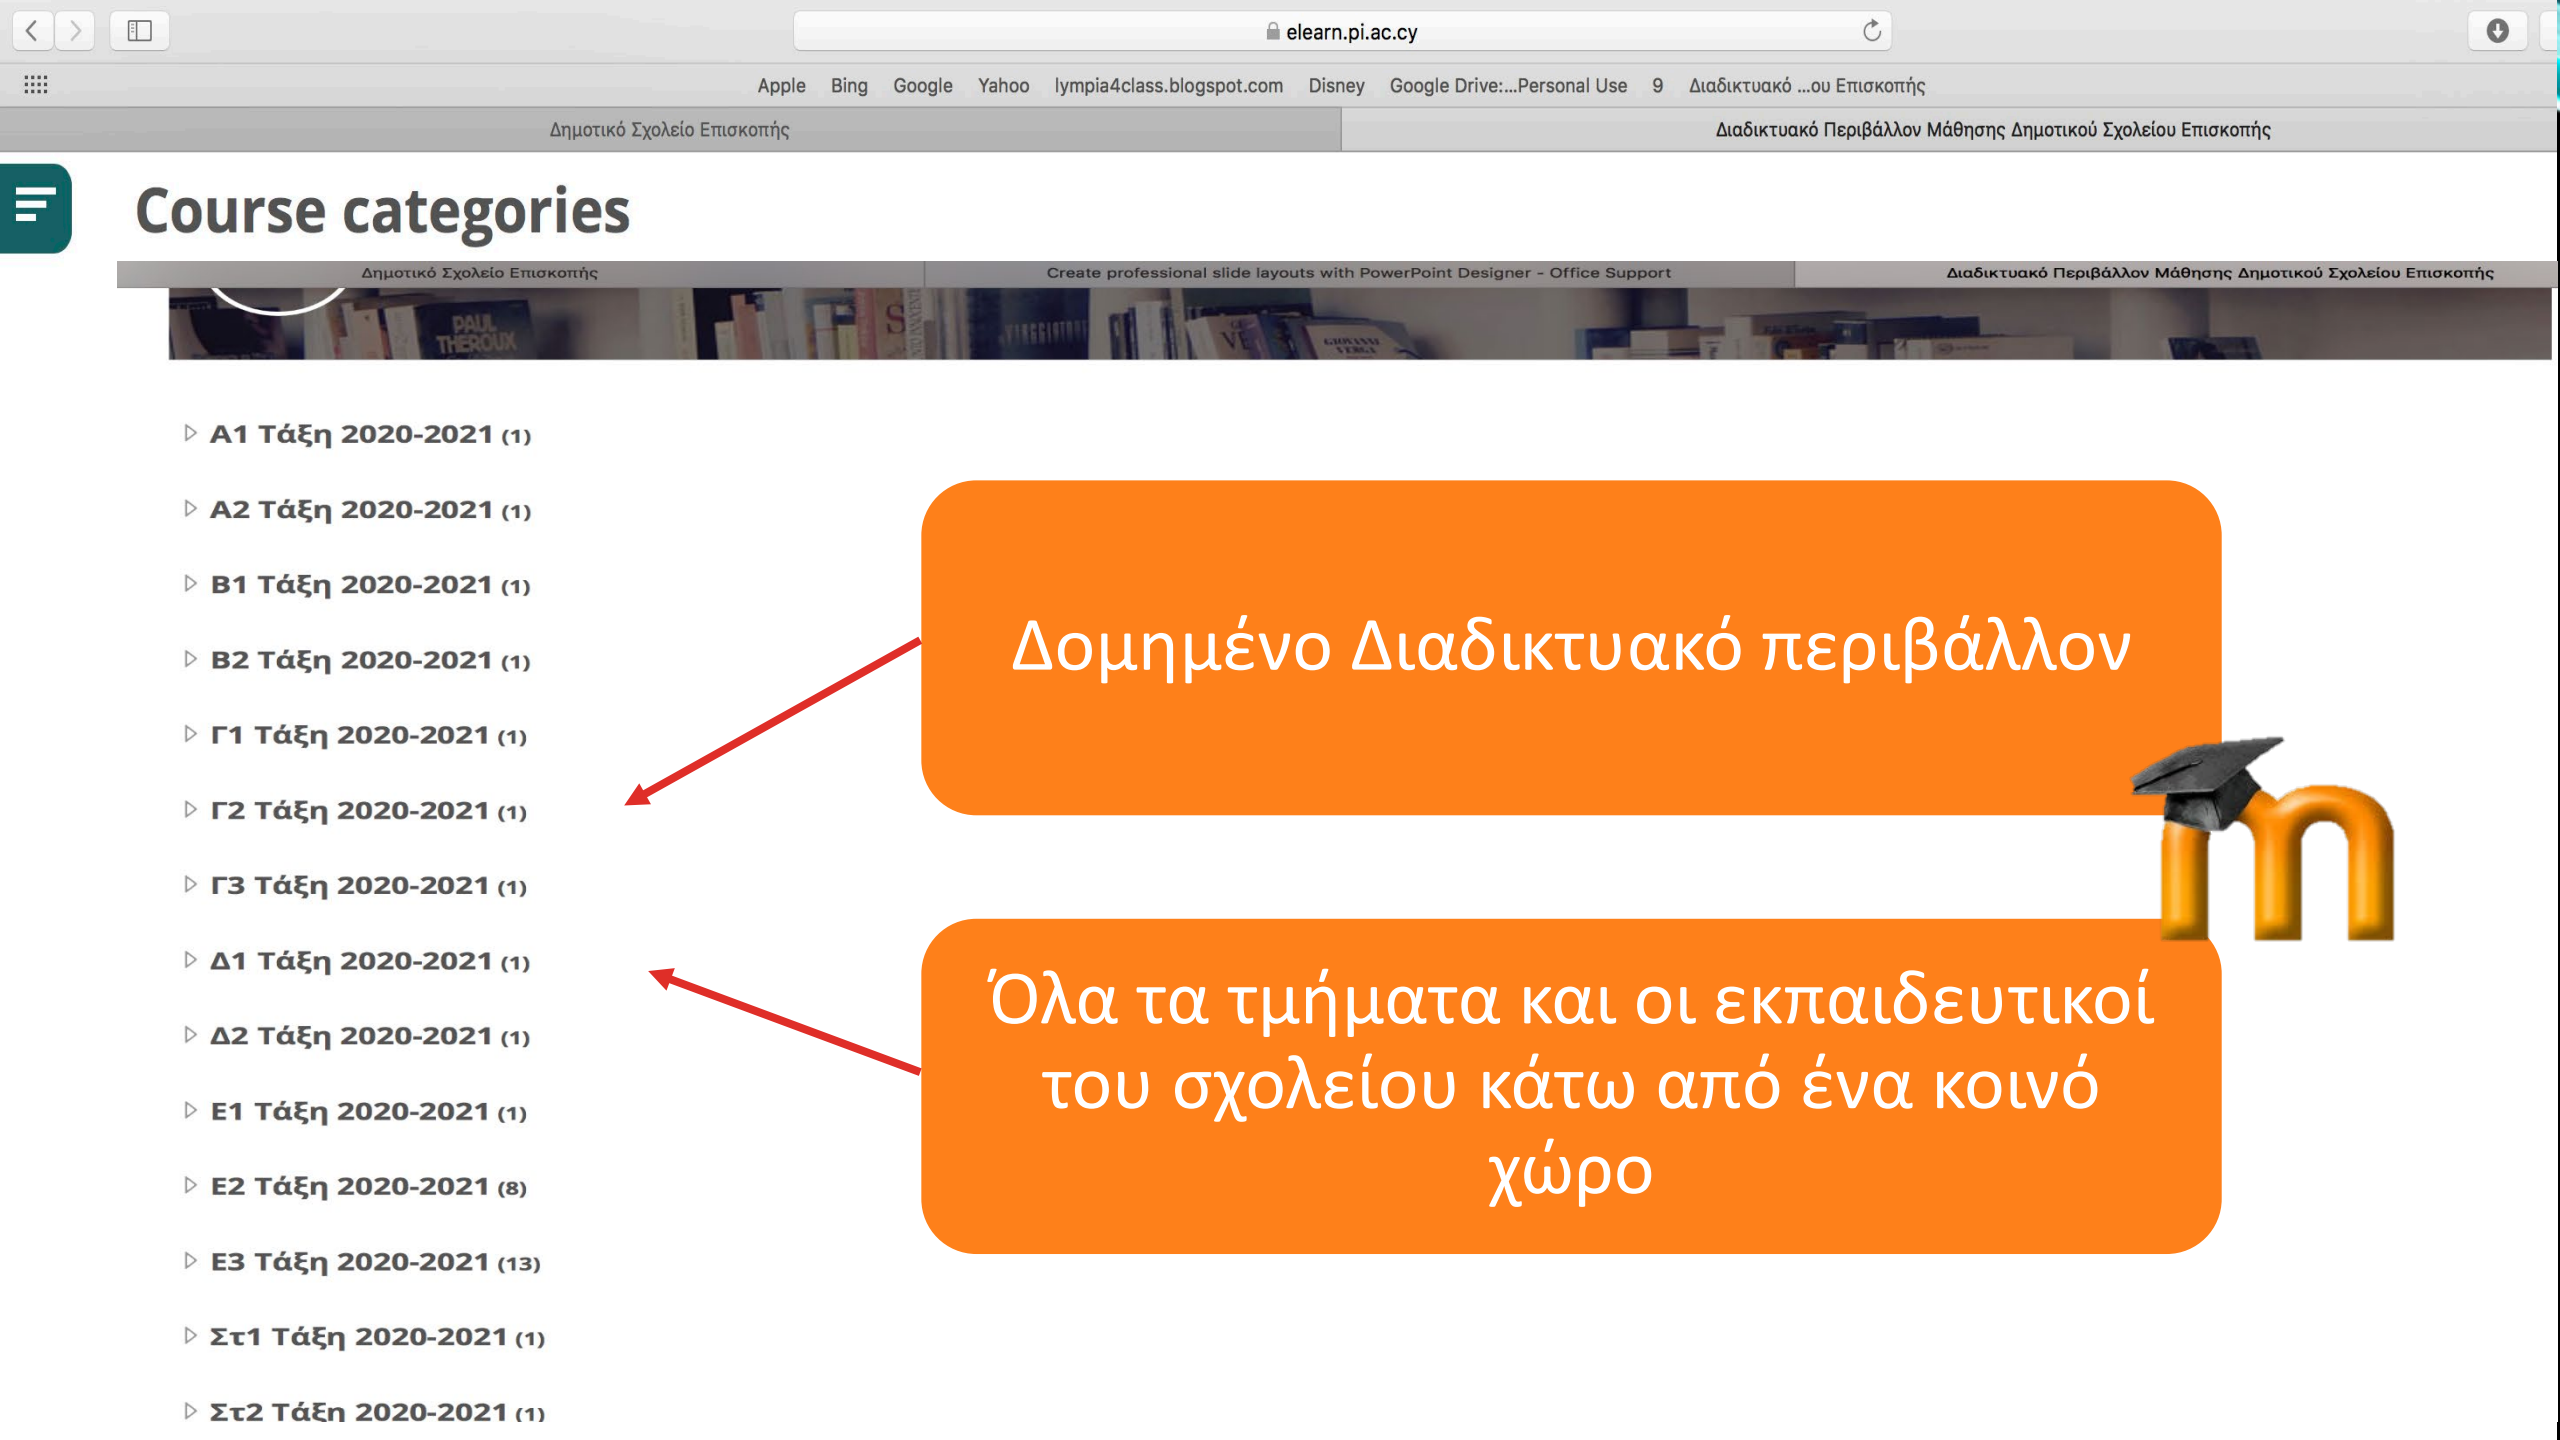 elearn.pi.ac.cy
Apple Bing Google Yahoo lympia4class.blogspot.com Disney Google Drive:...Personal Use 9 Διαδικτυακό ...ου Επισκοπής
Δημοτικό Σχολείο Επισκοπής Διαδικτυακό Περιβάλλον Μάθησης Δημοτικού Σχολείου Επισκοπής
Course categories
Δημοτικό Σχολείο Επισκοπής Create professional slide layouts with PowerPoint Designer - Office Support Διαδικτυακό Περιβάλλον Μάθησης Δημοτικού Σχολείου Επισκοπής
PAUL
THEROUX
GIOVANNI
VERGA
Α1 Τάξη 2020-2021 (1)
Α2 Τάξη 2020-2021 (1)
Β1 Τάξη 2020-2021 (1)
Β2 Τάξη 2020-2021 (1)
Γ1 Τάξη 2020-2021 (1)
Γ2 Τάξη 2020-2021 (1)
Γ3 Τάξη 2020-2021 (1)
Δ1 Τάξη 2020-2021 (1)
Δ2 Τάξη 2020-2021 (1)
Ε1 Τάξη 2020-2021 (1)
Ε2 Τάξη 2020-2021 (8)
Ε3 Τάξη 2020-2021 (13)
Στ1 Τάξη 2020-2021 (1)
Στ2 Τάξη 2020-2021 (1)
Δομημένο Διαδικτυακό περιβάλλον
m
Όλα τα τμήματα και οι εκπαιδευτικοί
του σχολείου κάτω από ένα κοινό
χώρο